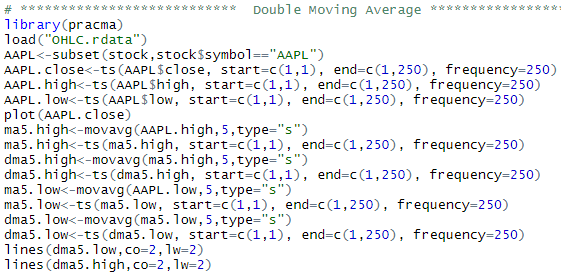 # *************************** Double Moving Average *****************
library(pracma)
load("OHLC.rdata")
AAPL<-subset(stock,stock$symbol=="AAPL")
AAPL.close<-ts(AAPL$close, start=c(1,1), end=c(1,250), frequency=250)
AAPL.high<-ts(AAPL$high, start=c(1,1), end=c(1,250), frequency=250)
AAPL.low<-ts(AAPL$low, start=c(1,1), end=c(1,250), frequency=250)
plot(AAPL.close)
ma5.high<-movavg(AAPL.high,5,type="s")
ma5.high<-ts(ma5.high, start=c(1,1), end=c(1,250), frequency=250)
dma5.high<-movavg(ma5.high,5,type="s")
dma5.high<-ts(dma5.high, start=c(1,1), end=c(1,250), frequency=250)
ma5.low<-movavg(AAPL.low,5,type="s")
ma5.low<-ts(ma5.low, start=c(1,1), end=c(1,250), frequency=250)
dma5.low<-movavg(ma5.low,5,type="s")
dma5.low<-ts(dma5.low, start=c(1,1), end=c(1,250), frequency=250)
lines(dma5.low,co=2,lw=2)
lines(dma5.high,co=2,lw=2)